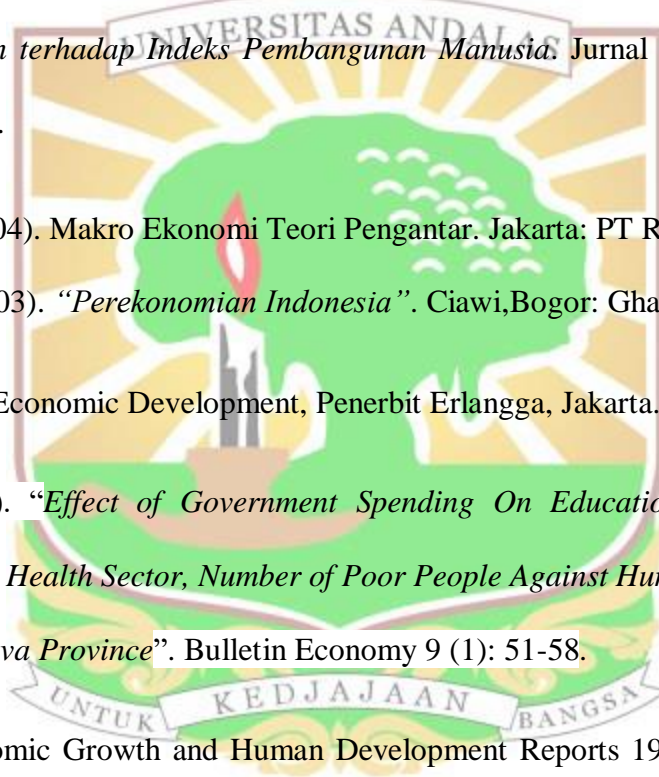 UNIVERSITAS ANDALAS
n terhadap Indeks Pembangunan Manusia. Jurnal
.
04). Makro Ekonomi Teori Pengantar. Jakarta: PT R
03). “Perekonomian Indonesia”. Ciawi,Bogor: Gha
Economic Development, Penerbit Erlangga, Jakarta.
). “Effect of Government Spending On Educatio
Health Sector, Number of Poor People Against Hu
va Province”. Bulletin Economy 9 (1): 51-58.
UNTUK KEDJAJAAN BANGSA
omic Growth and Human Development Reports 19